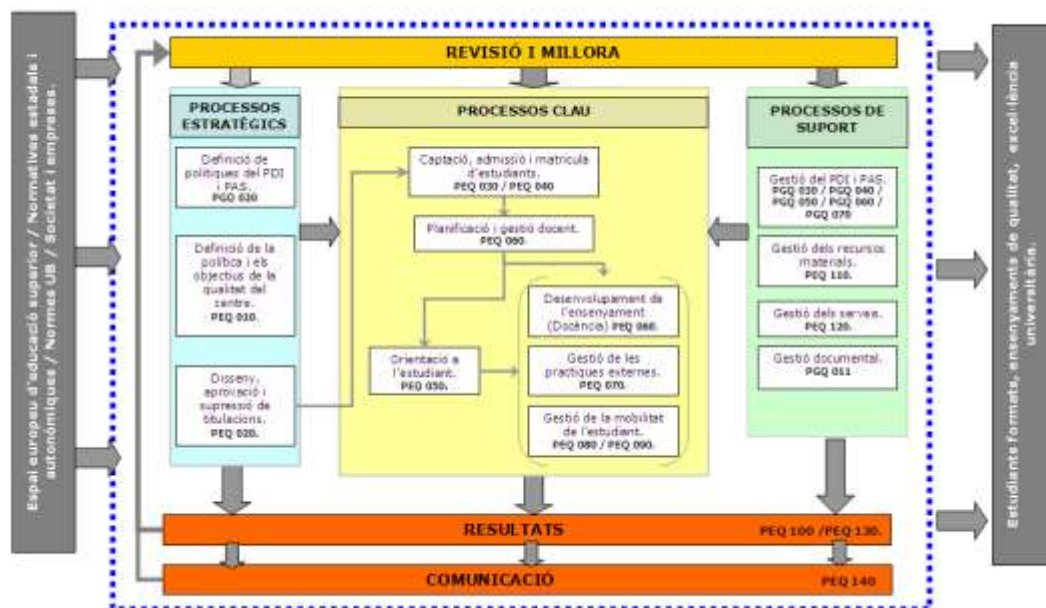 Espai europeu d'educació superior / Normatives estadals i
autonòmiques / Normes UB / Societat i empreses.
REVISIÓ I MILLORA
PROCESSOS
ESTRATÈGICS
Definició de
polítiques del PDI
i PAS.
PGQ 020
Definició de la
política i els
objectius de la
qualitat del
centre.
PEQ 010.
Disseny,
aprovació i
supressió de
titulacions.
PEQ 020.
PROCESSOS CLAU
Captació, admissió i matrícula
d'estudiants.
PEQ 030 / PEQ 040
Planificació i gestió docent.
PEQ 060.
Desenvolupament de
l'ensenyament
(Docència) PEQ 060.
Orientació a
l'estudiant.
PEQ 050.
Gestió de les
practiques externes.
PEQ 070.
Gestió de la mobilitat
de l'estudiant.
PEQ 080 / PEQ 090.
PROCESSOS DE
SUPORT
Gestió del PDI i PAS.
PGQ 030 / PGQ 040 /
PGQ 050 / PGQ 060 /
PGQ 070
Gestió dels recursos
materials.
PEQ 110.
Gestió dels serveis.
PEQ 120.
Gestió documental.
PGQ 011
RESULTATS
PEQ 100 /PEQ 130.
COMUNICACIÓ
PEQ 140
Estudiants formats, ensenyaments de qualitat, excel·lència
universitària.